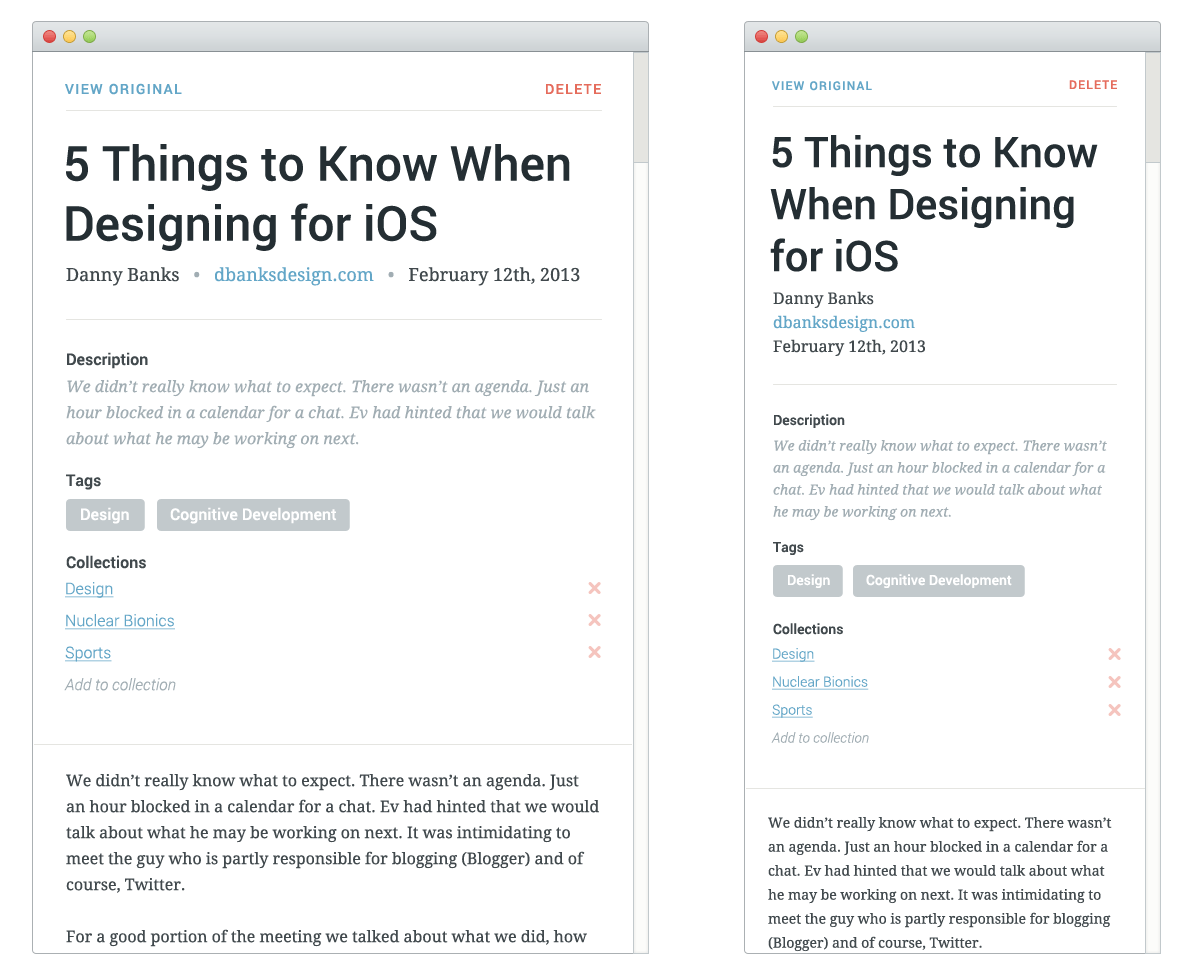 VIEW ORIGINAL DELETE
5 Things to Know When
Designing for iOS
Danny Banks • dbanksdesign.com • February 12th, 2013
Description
We didn’t really know what to expect. There wasn’t an agenda. Just an
hour blocked in a calendar for a chat. Ev had hinted that we would talk
about what he may be working on next.
Tags
Design Cognitive Development
Collections
Design
Nuclear Bionics
Sports
Add to collection
We didn’t really know what to expect. There wasn’t an agenda. Just
an hour blocked in a calendar for a chat. Ev had hinted that we would
talk about what he may be working on next. It was intimidating to
meet the guy who is partly responsible for blogging (Blogger) and of
course, Twitter.
For a good portion of the meeting we talked about what we did, how
VIEW ORIGINAL DELETE
5 Things to Know
When Designing
for iOS
Danny Banks
dbanksdesign.com
February 12th, 2013
Description
We didn’t really know what to expect. There wasn’t
an agenda. Just an hour blocked in a calendar for a
chat. Ev had hinted that we would talk about what
he may be working on next.
Tags
Design Cognitive Development
Collections
Design
Nuclear Bionics
Sports
Add to collection
We didn’t really know what to expect. There wasn’t
an agenda. Just an hour blocked in a calendar for a
chat. Ev had hinted that we would talk about what
he may be working on next. It was intimidating to
meet the guy who is partly responsible for blogging
(Blogger) and of course, Twitter.